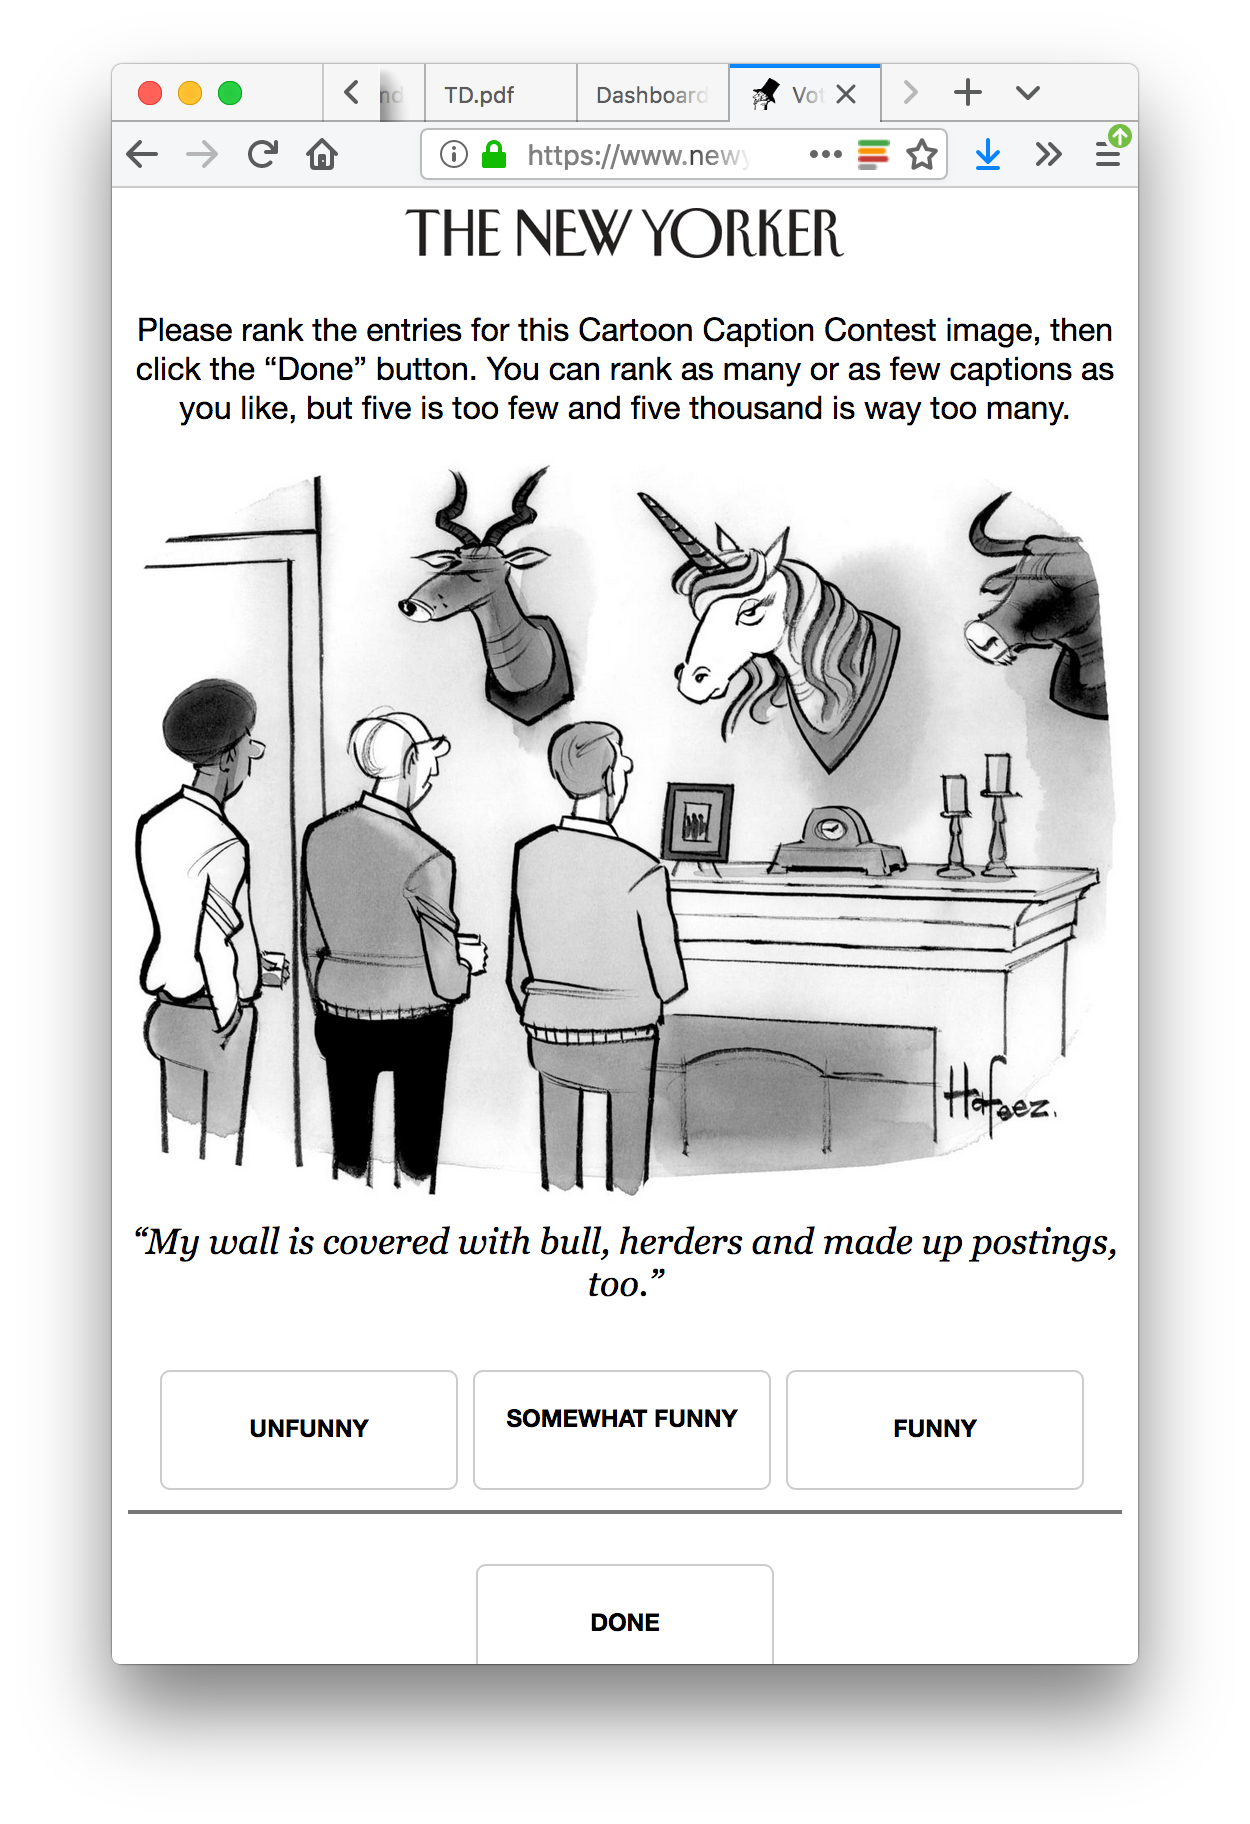 TD.pdf Dashboard Vot
https://www.newy
THE NEW YORKER
Please rank the entries for this Cartoon Caption Contest image, then
click the “Done” button. You can rank as many or as few captions as
you like, but five is too few and five thousand is way too many.
Hafeez.
“My wall is covered with bull, herders and made up postings,
too.”
UNFUNNY
SOMEWHAT FUNNY
FUNNY
DONE